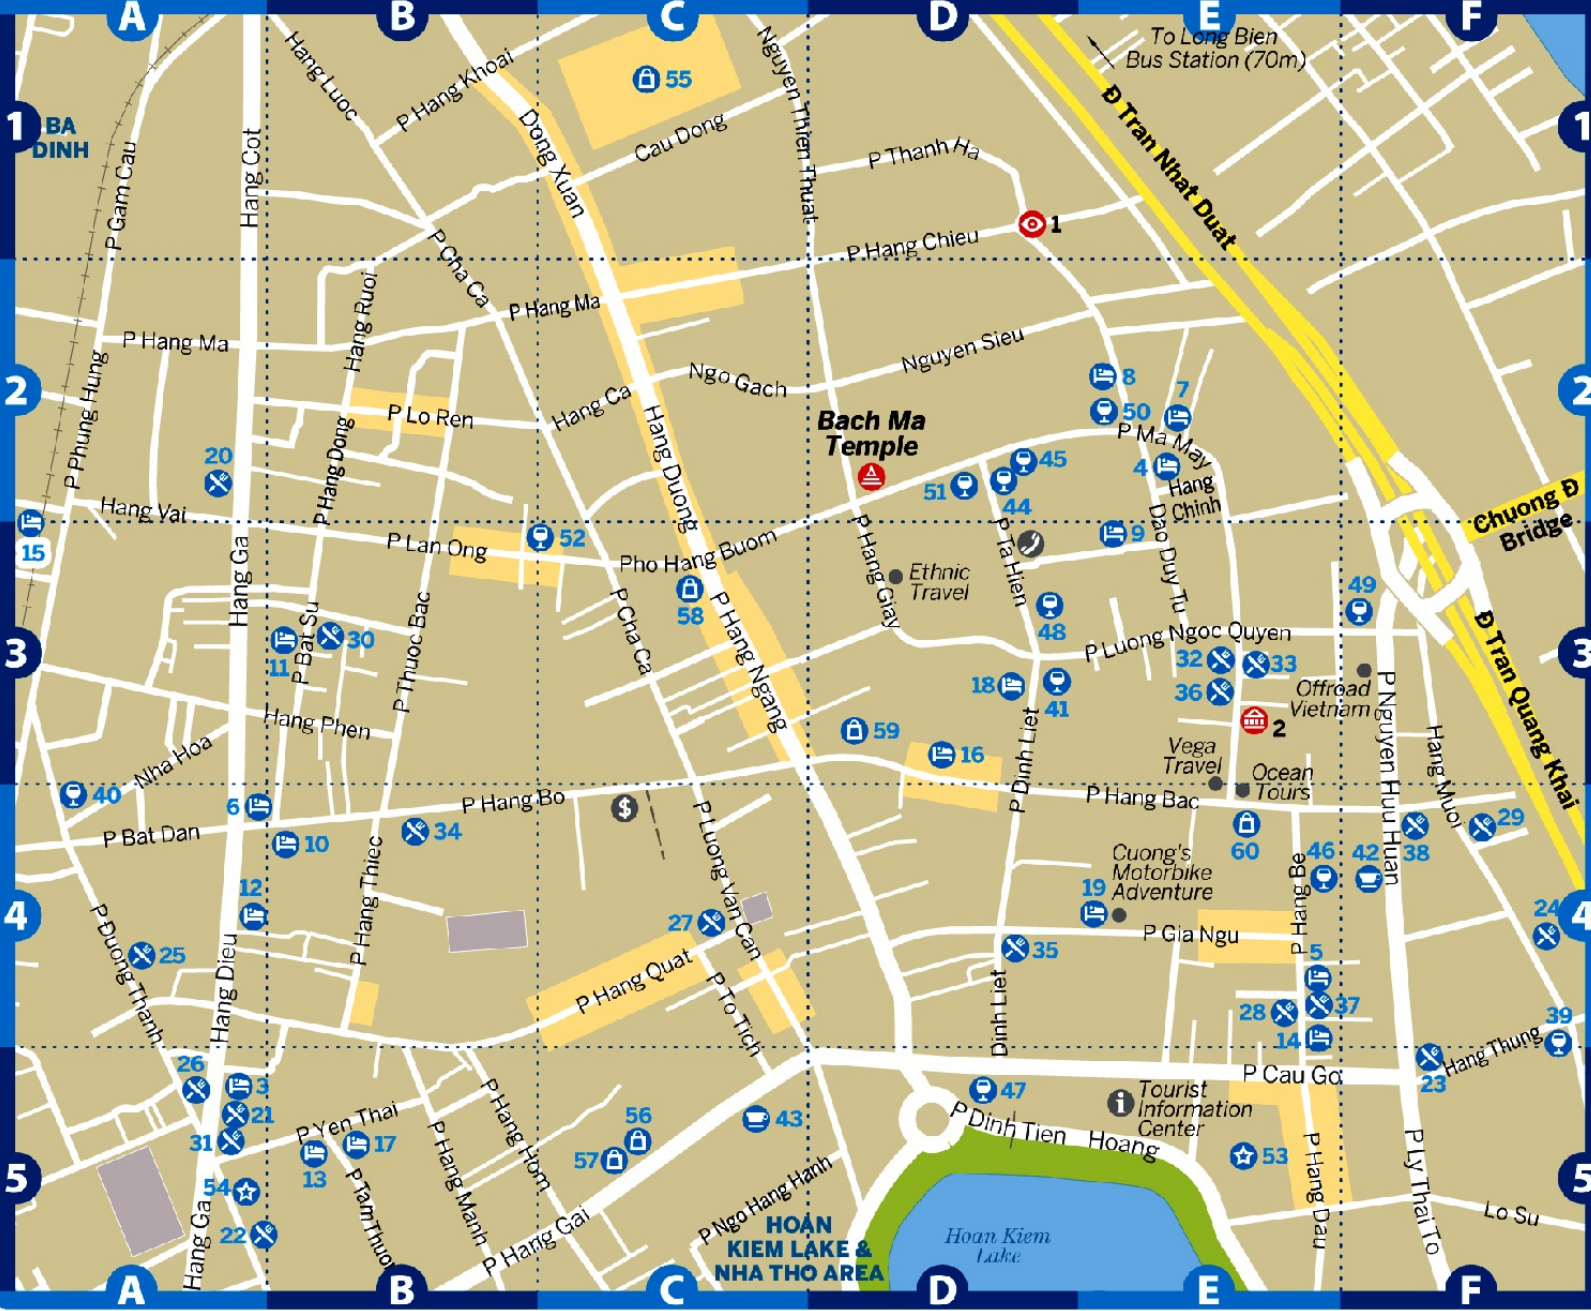 A
B
C
D
E
F
1
BA
DINH
P Gam Cau
Hang Cot
Hang Luoc
P Hang Khoai
Dong Xuan
55
Cau Dong
Nguyen Thien Thuat
P Thanh Ha
To Long Bien
Bus Station (70m)
Đ Tran Nhat Duat
1
1
P Hang Chieu
P Cha Ca
P Hang Ma
2
P Hang Ma
Hang Ruoi
P Phung Hung
P Lo Ren
Hang Ca
Ngo Gach
Nguyen Sieu
8
7
50
2
Bach Ma
Temple
P Ma May
20
P Hang Dong
Hang Duong
51
45
44
4
Hang
Chinh
Chuong Đ
Bridge
Hang Vai
15
P Lan Ong
52
Pho Hang Buom
58
P Hang Giay
P Ta Hien
9
Dao Duy Tu
Ethnic
Travel
48
49
Hang Ga
3
11
P Bat Su
30
P Thuoc Bac
P Cha Ca
P Hang Ngang
P Luong Ngoc Quyen
32
33
36
Offroad
Vietnam
2
Đ Tran Quang Khai
3
18
41
Hang Phen
Nha Hoa
59
16
P Dinh Liet
Vega
Travel
Ocean
Tours
P Nguyen Huu Huan
Hang Muoi
40
6
P Hang Bo
$
P Hang Bac
P Bat Dan
10
34
60
46
42
38
29
P Hang Thiec
P Luong Van Can
Cuong's
Motorbike
Adventure
19
P Hang Be
4
12
27
P Gia Ngu
24
4
P Duong Thanh
25
Hang Dieu
P Hang Quat
P To Tich
35
Dinh Liet
5
28
37
14
39
26
3
21
31
P Yen Thai
13
17
P Hang Manh
P Hang Hom
P Cau Go
Hang Thung
23
47
i
Tourist
Information
Center
56
57
43
P Dinh Tien Hoang
53
5
54
22
Hang Ga
P Tam Thuong
P Hang Gai
P Ngo Hang Hanh
HOAN
KIEM LAKE &
NHA THO AREA
Hoan Kiem
Lake
P Hang Dau
P Ly Thai To
Lo Su
5
A
B
C
D
E
F